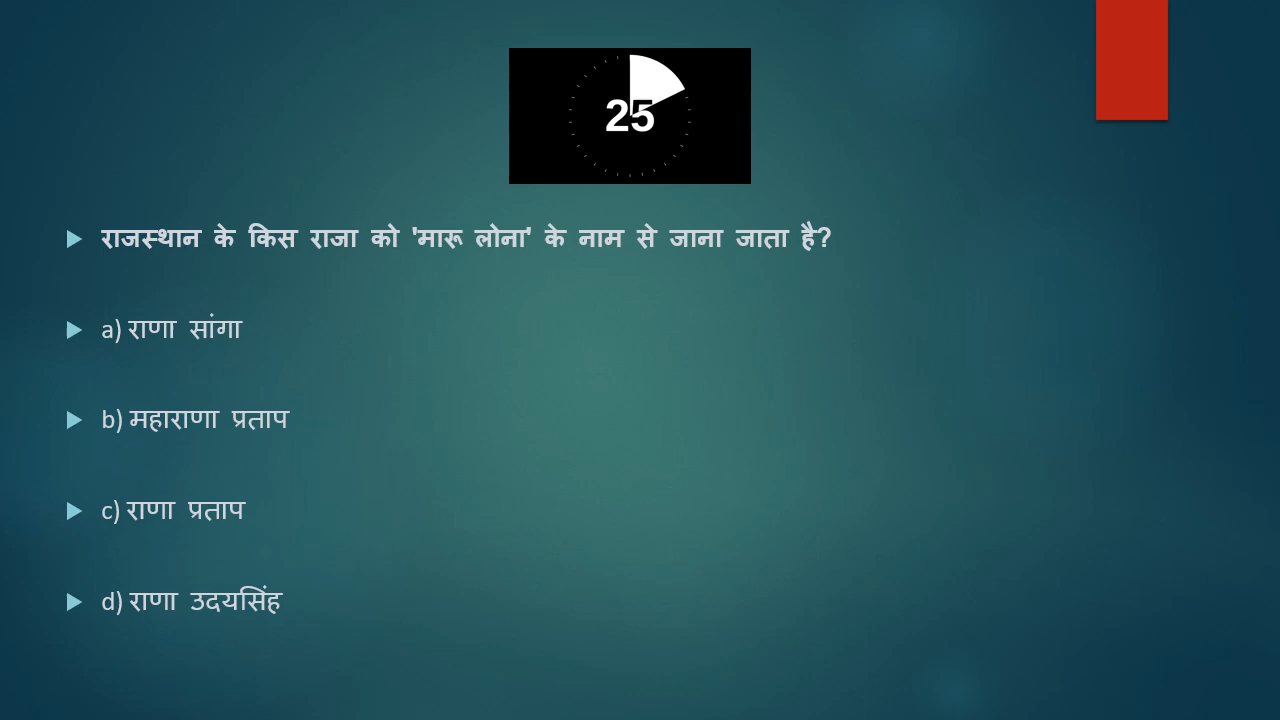 25
राजस्थान के किस राजा को 'मारू लोना' के नाम से जाना जाता है?
a) राणा सांगा
b) महाराणा प्रताप
c) राणा प्रताप
d) राणा उदयसिंह